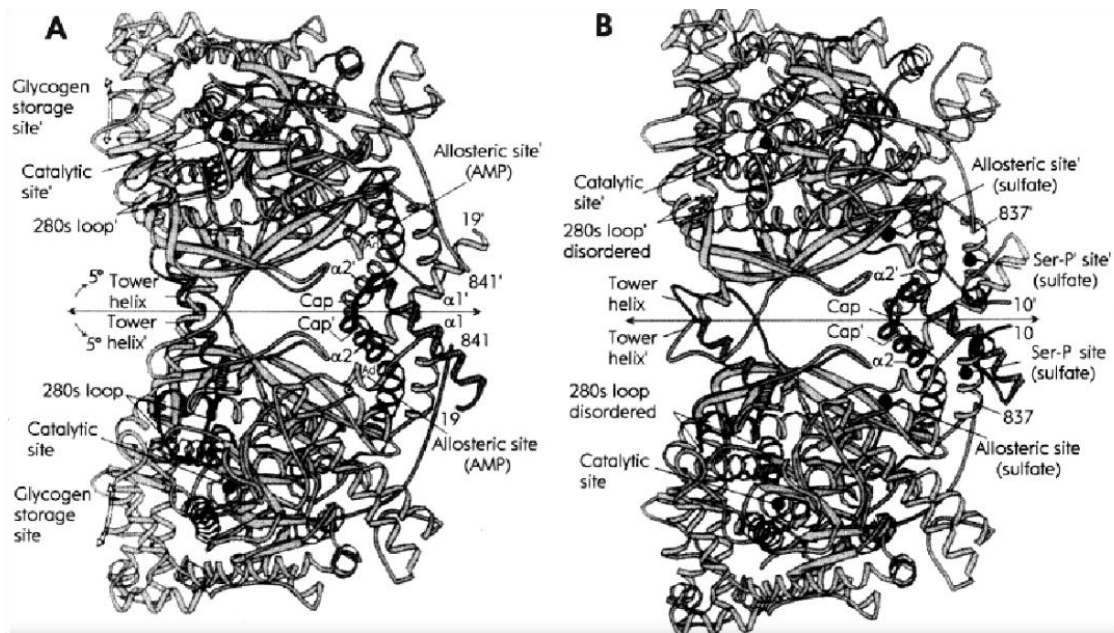 A
Glycogen
storage
site'
Catalytic
site'
280s loop'
5°
Tower
helix
Tower
helix'
5°
280s loop
Catalytic
site
Glycogen
storage
site
Allosteric site'
(AMP)
19'
Ad
α2'
841'
Cap
α1'
Cap'
α1
α2
841
Ad
19
Allosteric site
(AMP)
B
Catalytic
site'
280s loop'
disordered
Tower
helix
Tower
helix'
280s loop
disordered
Catalytic
site
Allosteric site'
(sulfate)
837'
Ser-P' site'
(sulfate)
α2'
Cap
10'
Cap'
10
α2
Ser-P site
(sulfate)
837
Allosteric site
(sulfate)